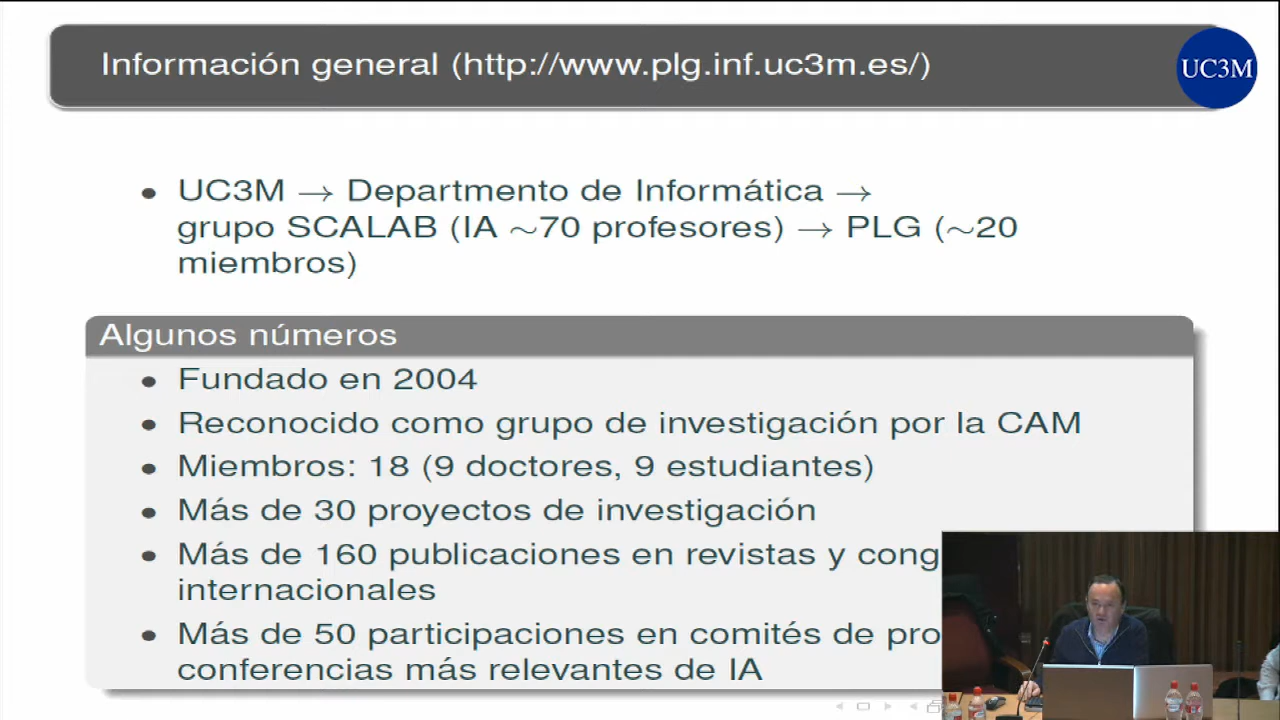 Información general (http://www.plg.inf.uc3m.es/)
UC3M
• UC3M → Departmento de Informática →
grupo SCALAB (IA ~70 profesores) → PLG (~20
miembros)
Algunos números
• Fundado en 2004
• Reconocido como grupo de investigación por la CAM
• Miembros: 18 (9 doctores, 9 estudiantes)
• Más de 30 proyectos de investigación
• Más de 160 publicaciones en revistas y
internacionales
• Más de 50 participaciones en comités de
conferencias más relevantes de IA